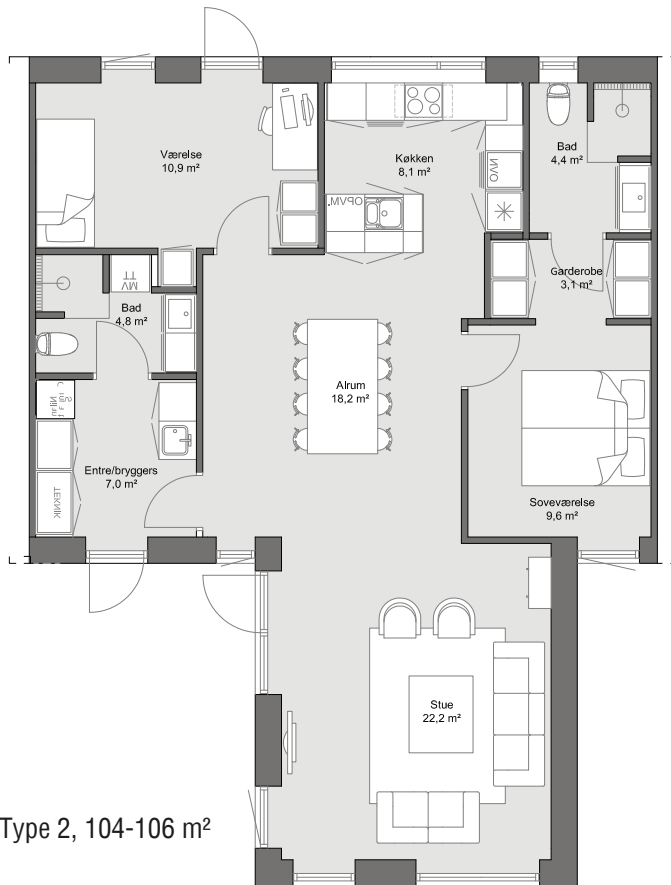 Værelse
10,9 m²
Køkken
8,1 m²
Bad
4,4 m²
OVN
OPVM.
Garderobe
3,1 m²
MV
TT
Bad
4,8 m²
Alrum
18,2 m²
Entre/bryggers
7,0 m²
TEKNIK
Soveværelse
9,6 m²
Stue
22,2 m²
Type 2, 104-106 m²